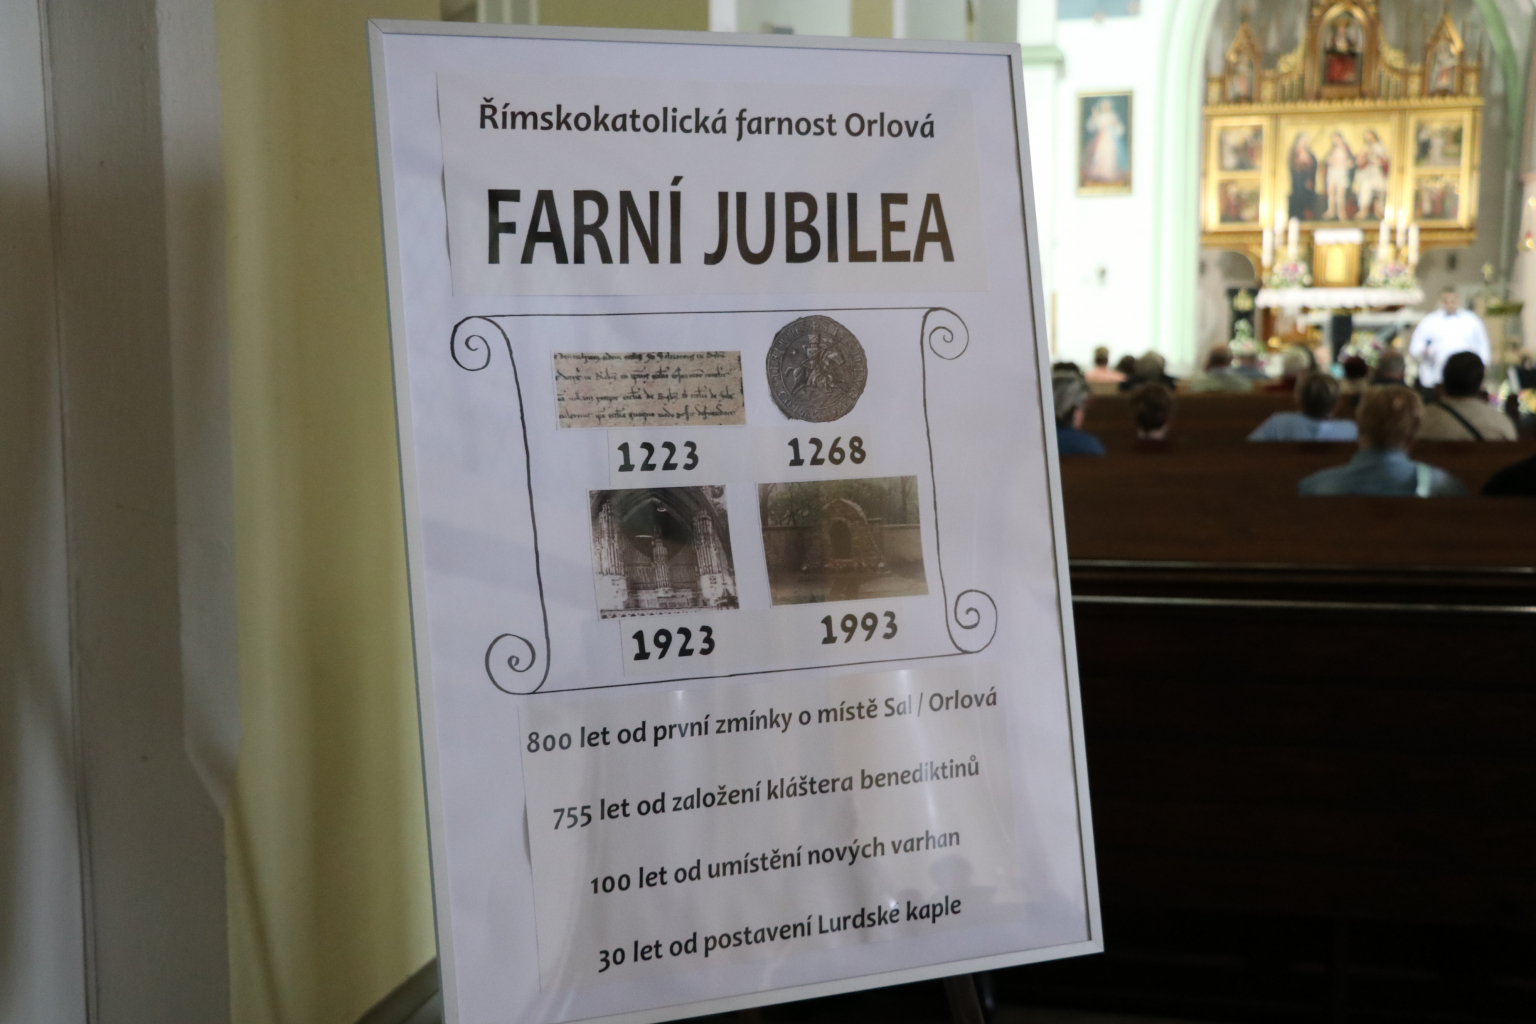 Římskokatolická farnost Orlová
FARNÍ JUBILEA
1223
1268
1923
1993
800 let od první zmínky o místě Sal / Orlová
755 let od založení kláštera benediktinů
100 let od umístění nových varhan
30 let od postavení Lurdské kaple